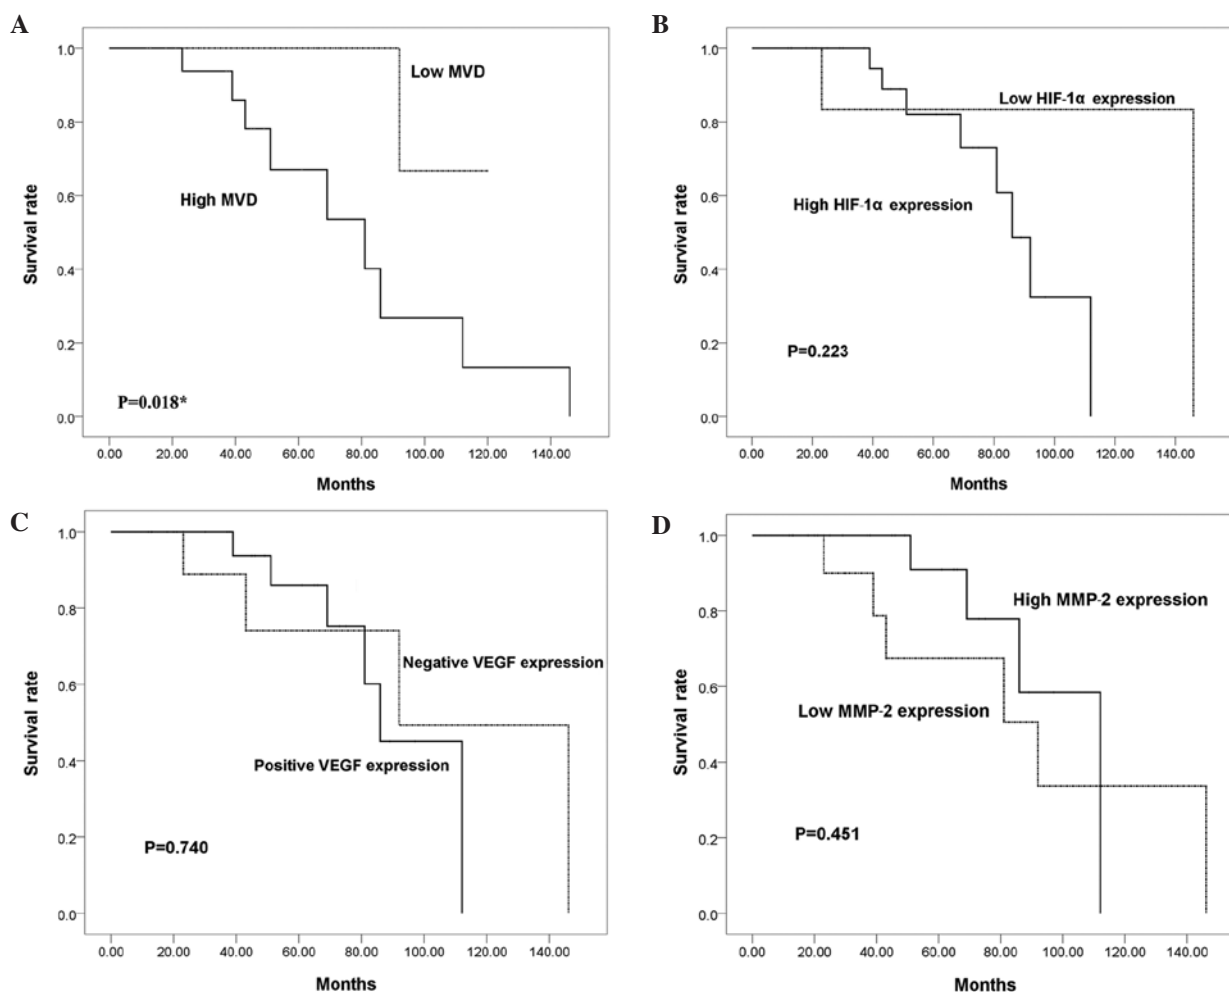 A
1.0
0.8
0.6
0.4
0.2
0.0
Survival rate
Low MVD
High MVD
P=0.018*
0.00 20.00 40.00 60.00 80.00 100.00 120.00 140.00
Months
B
1.0
0.8
0.6
0.4
0.2
0.0
Survival rate
Low HIF-1α expression
High HIF-1α expression
P=0.223
0.00 20.00 40.00 60.00 80.00 100.00 120.00 140.00
Months
C
1.0
0.8
0.6
0.4
0.2
0.0
Survival rate
Negative VEGF expression
Positive VEGF expression
P=0.740
0.00 20.00 40.00 60.00 80.00 100.00 120.00 140.00
Months
D
1.0
0.8
0.6
0.4
0.2
0.0
Survival rate
High MMP-2 expression
Low MMP-2 expression
P=0.451
0.00 20.00 40.00 60.00 80.00 100.00 120.00 140.00
Months